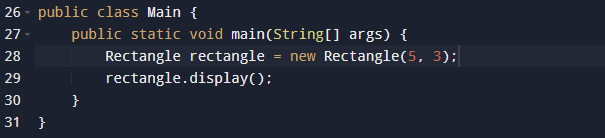 26 public class Main {
27     public static void main(String[] args) {
28         Rectangle rectangle = new Rectangle(5, 3);
29         rectangle.display();
30     }
31 }